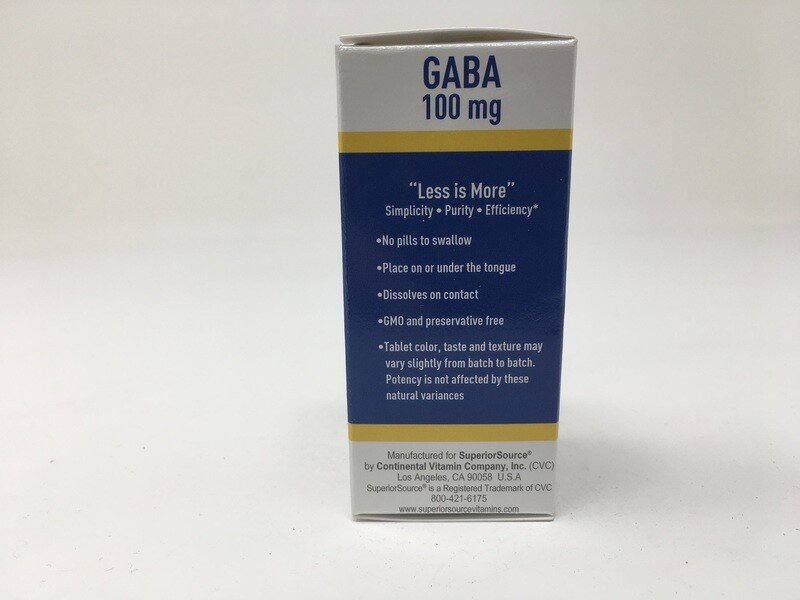 GABA
100 mg
“Less is More”
Simplicity • Purity • Efficiency*
•No pills to swallow
•Place on or under the tongue
•Dissolves on contact
•GMO and preservative free
•Tablet color, taste and texture may
vary slightly from batch to batch.
Potency is not affected by these
natural variances
Manufactured for SuperiorSource®
by Continental Vitamin Company, Inc. (CVC)
Los Angeles, CA 90058 U.S.A
SuperiorSource® is a Registered Trademark of CVC
800-421-6175
www.superiorsourcevitamins.com